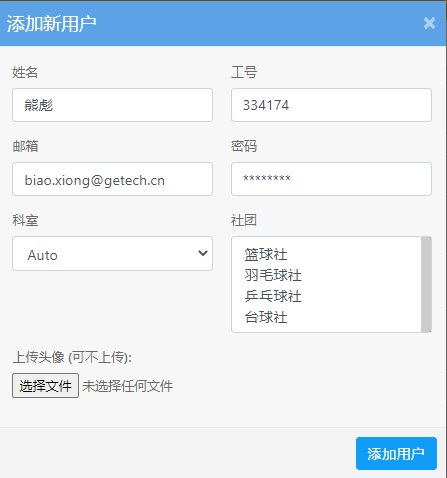 添加新用户 ×
姓名 工号
熊彪 334174
邮箱 密码
biao.xiong@getech.cn ********
科室 社团
Auto 篮球社
羽毛球社
乒乓球社
台球社
上传头像 (可不上传):
选择文件 未选择任何文件
添加用户